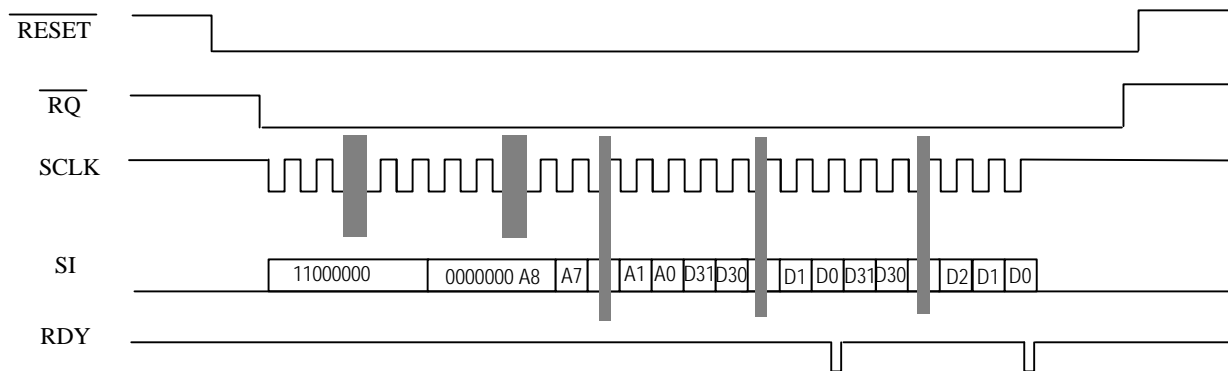 RESET
RQ
SCLK
SI 11000000 0000000 A8 A7 A1 A0 D31 D30 D1 D0 D31 D30 D2 D1 D0
RDY